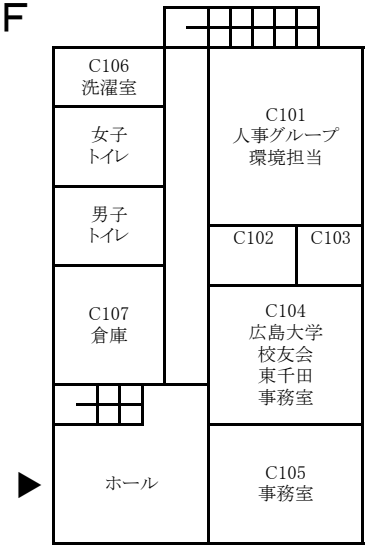 F
C106
洗濯室
C101
人事グループ
環境担当
女子
トイレ
男子
トイレ
C102
C103
C107
倉庫
C104
広島大学
校友会
東千田
事務室
ホール
C105
事務室